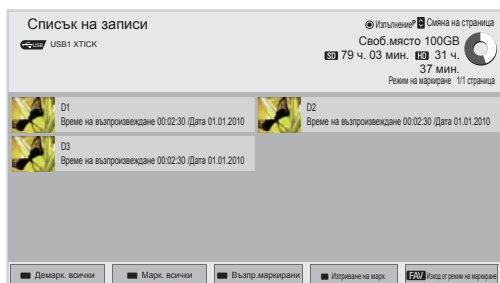 Списък на записи
Изпълнение P Смяна на страница
USB USB1 XTICK
Своб.място 100GB
SD 79 ч. 03 мин. HD 31 ч.
37 мин.
Режим на маркиране 1/1 страница
D1
Време на възпроизвеждане 00:02:30 /Дата 01.01.2010
D2
Време на възпроизвеждане 00:02:30 /Дата 01.01.2010
D3
Време на възпроизвеждане 00:02:30 /Дата 01.01.2010
Демарк. всички
Марк. всички
Възпр.маркирани
Изтриване на марк.
FAV Изход от режим на маркиране